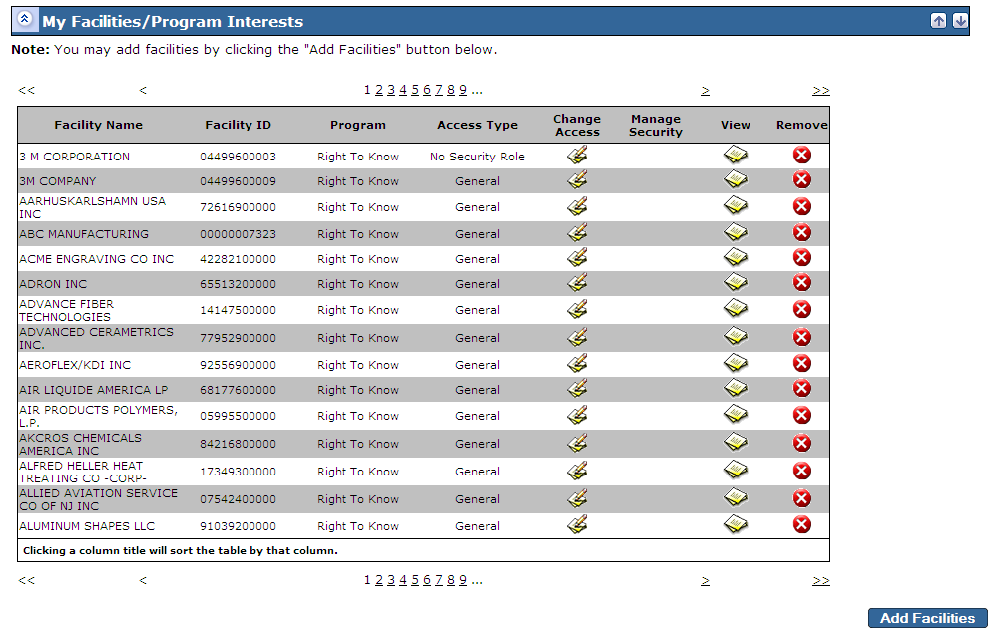 My Facilities/Program Interests
Note: You may add facilities by clicking the "Add Facilities" button below.
<< < 1 2 3 4 5 6 7 8 9 ... > >>
Facility Name Facility ID Program Access Type Change Access Manage Security View Remove
3 M CORPORATION 04499600003 Right To Know No Security Role
3M COMPANY 04499600009 Right To Know General
AARHUSKARLSHAMN USA
INC 72616900000 Right To Know General
ABC MANUFACTURING 00000007323 Right To Know General
ACME ENGRAVING CO INC 42282100000 Right To Know General
ADRON INC 65513200000 Right To Know General
ADVANCE FIBER
TECHNOLOGIES 14147500000 Right To Know General
ADVANCED CERAMETRICS
INC. 77952900000 Right To Know General
AEROFLEX/KDI INC 92556900000 Right To Know General
AIR LIQUIDE AMERICA LP 68177600000 Right To Know General
AIR PRODUCTS POLYMERS,
L.P. 05995500000 Right To Know General
AKCROS CHEMICALS
AMERICA INC 84216800000 Right To Know General
ALFRED HELLER HEAT
TREATING CO -CORP- 17349300000 Right To Know General
ALLIED AVIATION SERVICE
CO OF NJ INC 07542400000 Right To Know General
ALUMINUM SHAPES LLC 91039200000 Right To Know General
Clicking a column title will sort the table by that column.
<< < 1 2 3 4 5 6 7 8 9 ... > >>
Add Facilities